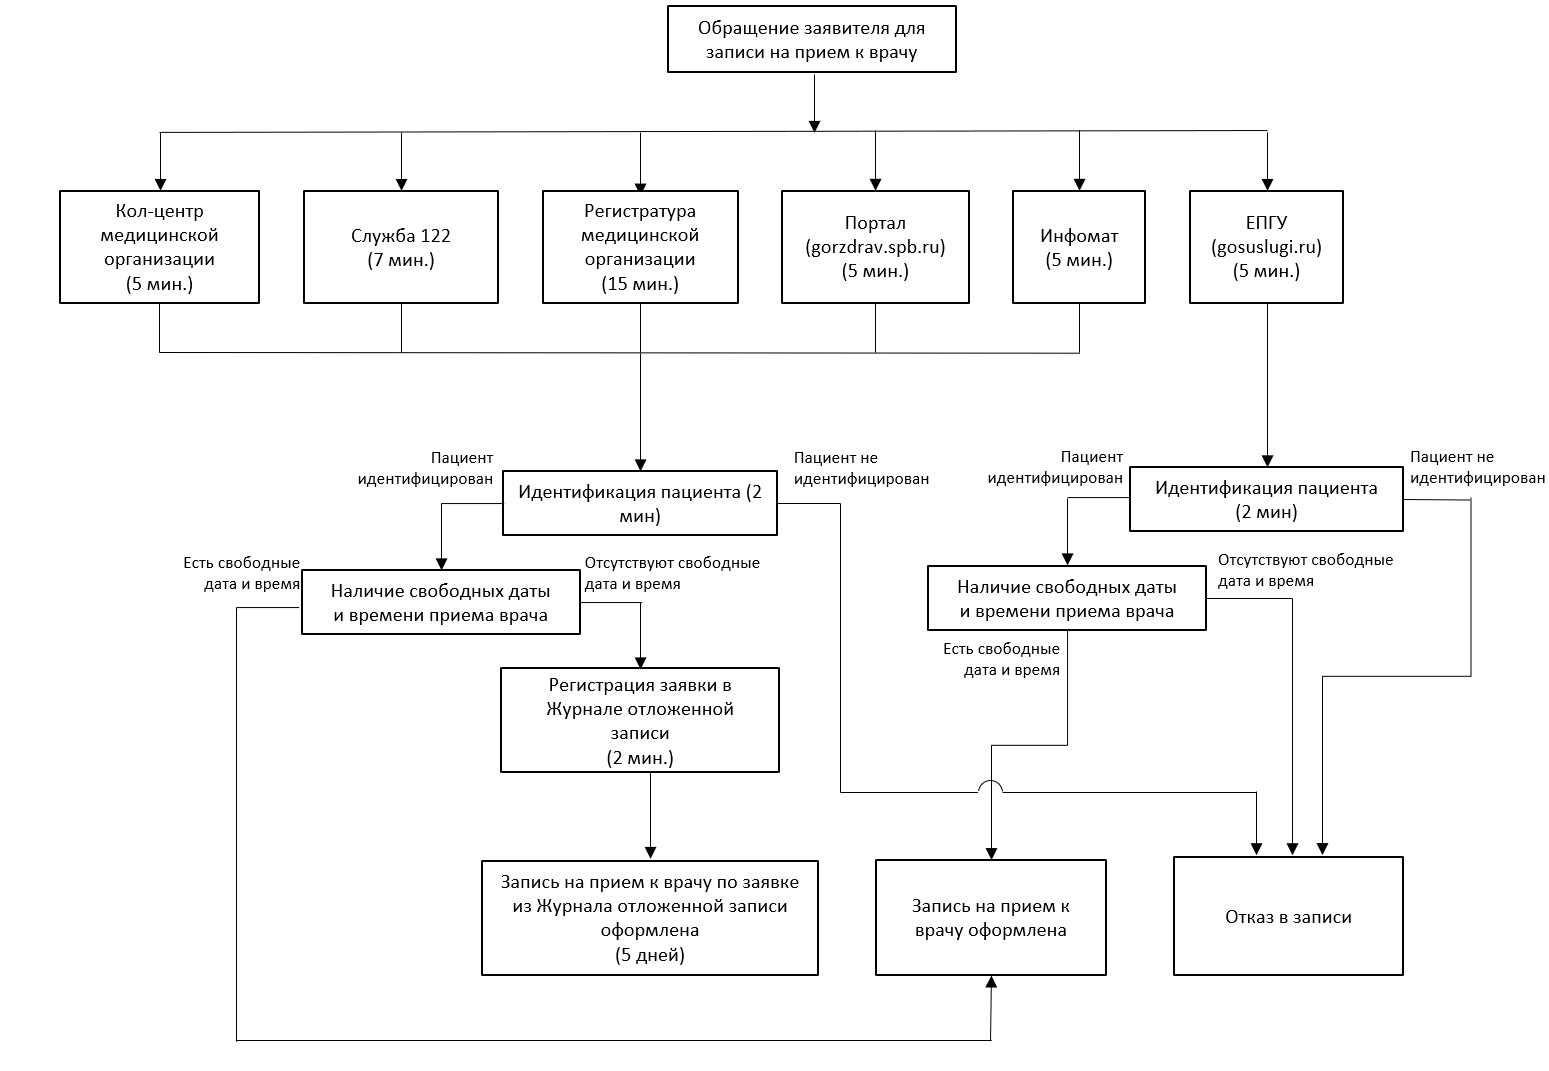 Обращение заявителя для
записи на прием к врачу
Кол-центр
медицинской
организации
(5 мин.)
Служба 122
(7 мин.)
Регистратура
медицинской
организации
(15 мин.)
Портал
(gorzdrav.spb.ru)
(5 мин.)
Инфомат
(5 мин.)
ЕПГУ
(gosuslugi.ru)
(5 мин.)
Пациент
идентифицирован
Идентификация пациента (2
мин)
Пациент не
идентифицирован
Пациент
идентифицирован
Идентификация пациента
(2 мин)
Пациент не
идентифицирован
Есть свободные
дата и время
Наличие свободных даты
и времени приема врача
Отсутствуют свободные
дата и время
Наличие свободных даты
и времени приема врача
Отсутствуют свободные
дата и время
Есть свободные
дата и время
Регистрация заявки в
Журнале отложенной
записи
(2 мин.)
Запись на прием к врачу по заявке
из Журнала отложенной записи
оформлена
(5 дней)
Запись на прием к
врачу оформлена
Отказ в записи